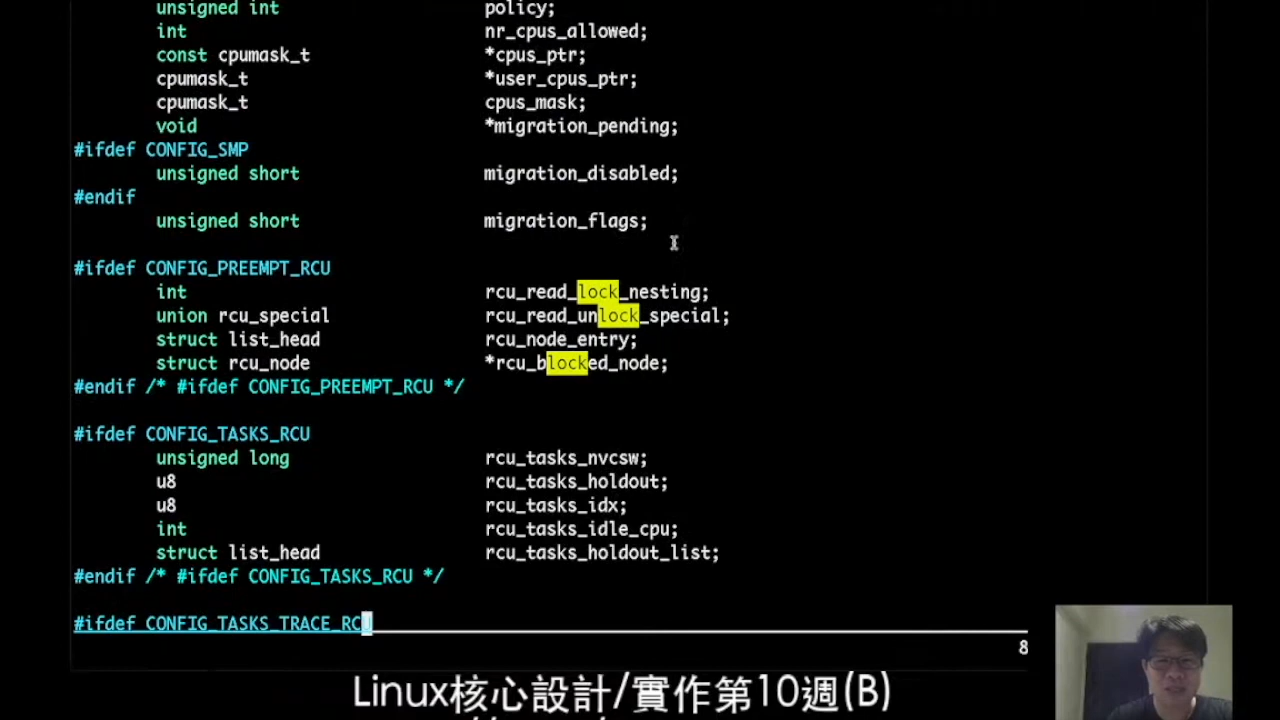 unsigned int policy;
int nr_cpus_allowed;
const cpumask_t *cpus_ptr;
cpumask_t *user_cpus_ptr;
cpumask_t cpus_mask;
void *migration_pending;
#ifdef CONFIG_SMP
unsigned short migration_disabled;
#endif
unsigned short migration_flags;
#ifdef CONFIG_PREEMPT_RCU
int rcu_read_lock_nesting;
union rcu_special rcu_read_unlock_special;
struct list_head rcu_node_entry;
struct rcu_node *rcu_blocked_node;
#endif /* #ifdef CONFIG_PREEMPT_RCU */
#ifdef CONFIG_TASKS_RCU
unsigned long rcu_tasks_nvcsw;
u8 rcu_tasks_holdout;
u8 rcu_tasks_idx;
int rcu_tasks_idle_cpu;
struct list_head rcu_tasks_holdout_list;
#endif /* #ifdef CONFIG_TASKS_RCU */
#ifdef CONFIG_TASKS_TRACE_RCU
8
Linux核心設計/實作第10週(B)